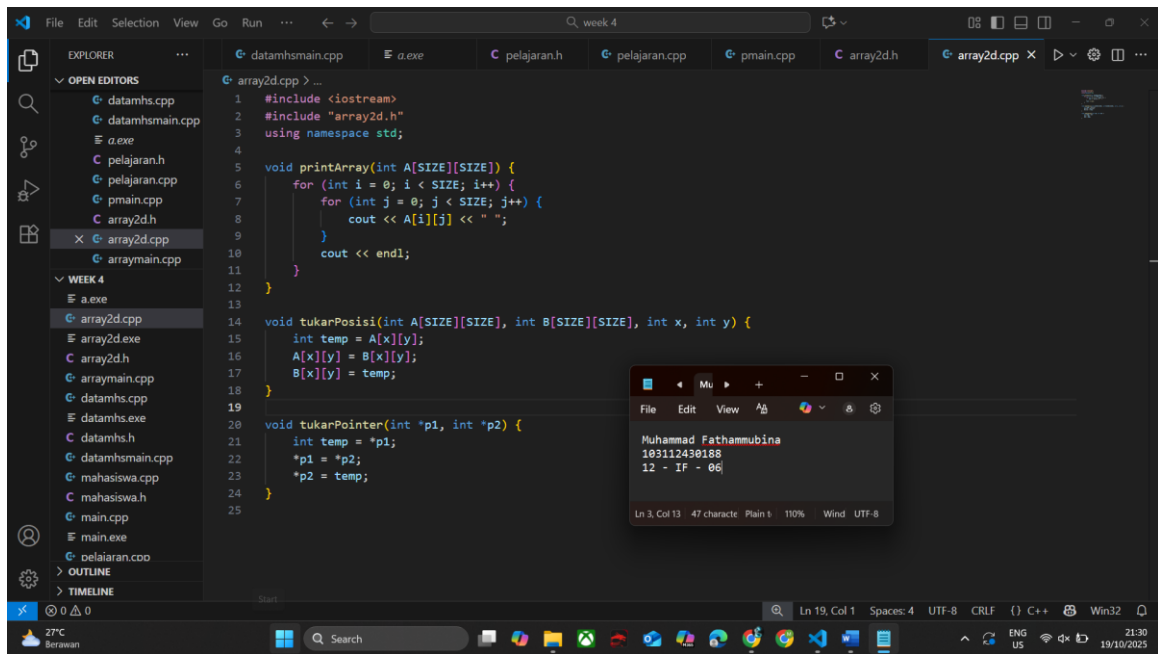 File Edit Selection View Go Run ... week 4
EXPLORER ...
OPEN EDITORS
datamhs.cpp
datamhsmain.cpp
a.exe
pelajaran.h
pelajaran.cpp
pmain.cpp
array2d.h
array2d.cpp
arraymain.cpp
WEEK 4
a.exe
array2d.cpp
array2d.exe
array2d.h
arraymain.cpp
datamhs.cpp
datamhs.exe
datamhs.h
datamhsmain.cpp
mahasiswa.cpp
mahasiswa.h
main.cpp
main.exe
pelajaran.cpp
OUTLINE
TIMELINE
datamhsmain.cpp a.exe pelajaran.h pelajaran.cpp pmain.cpp array2d.h array2d.cpp
array2d.cpp > ...
1 #include <iostream>
2 #include "array2d.h"
3 using namespace std;
4
5 void printArray(int A[SIZE][SIZE]) {
6 for (int i = 0; i < SIZE; i++) {
7 for (int j = 0; j < SIZE; j++) {
8 cout << A[i][j] << " ";
9 }
10 cout << endl;
11 }
12 }
13
14 void tukarPosisi(int A[SIZE][SIZE], int B[SIZE][SIZE], int x, int y) {
15 int temp = A[x][y];
16 A[x][y] = B[x][y];
17 B[x][y] = temp;
18 }
19
20 void tukarPointer(int *p1, int *p2) {
21 int temp = *p1;
22 *p1 = *p2;
23 *p2 = temp;
24 }
25
Mu
File Edit View 8
Muhammad Fathammubina
103112430188
12 - IF - 06
Ln 3, Col 13 47 characte Plain t 110% Wind UTF-8
Start
0 0 Ln 19, Col 1 Spaces: 4 UTF-8 CRLF {} C++ Win32
27°C
Berawan
Search
ENG
US
21:30
19/10/2025